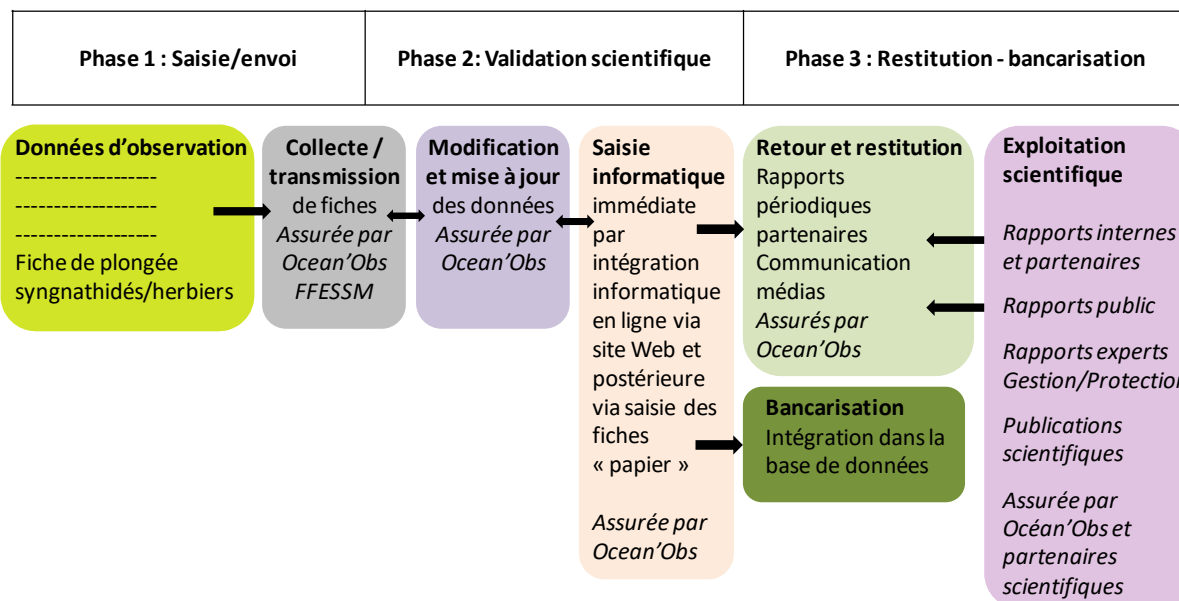 Phase 1 : Saisie/envoi
Phase 2: Validation scientifique
Phase 3 : Restitution - bancarisation
Données d’observation
-------------------
-------------------
-------------------
Fiche de plongée
syngnathidés/herbiers
Collecte /
transmission
de fiches
Assurée par
Ocean’Obs
FFESSM
Modification
et mise à jour
des données
Assurée par
Ocean’Obs
Saisie
informatique
immédiate
par
intégration
informatique
en ligne via
site Web et
postérieure
via saisie des
fiches
« papier »
Assurée par
Ocean’Obs
Retour et restitution
Rapports
périodiques
partenaires
Communication
médias
Assurés par
Ocean’Obs
Bancarisation
Intégration dans la
base de données
Exploitation
scientifique
Rapports internes
et partenaires
Rapports public
Rapports experts
Gestion/Protection
Publications
scientifiques
Assurée par
Océan’Obs et
partenaires
scientifiques